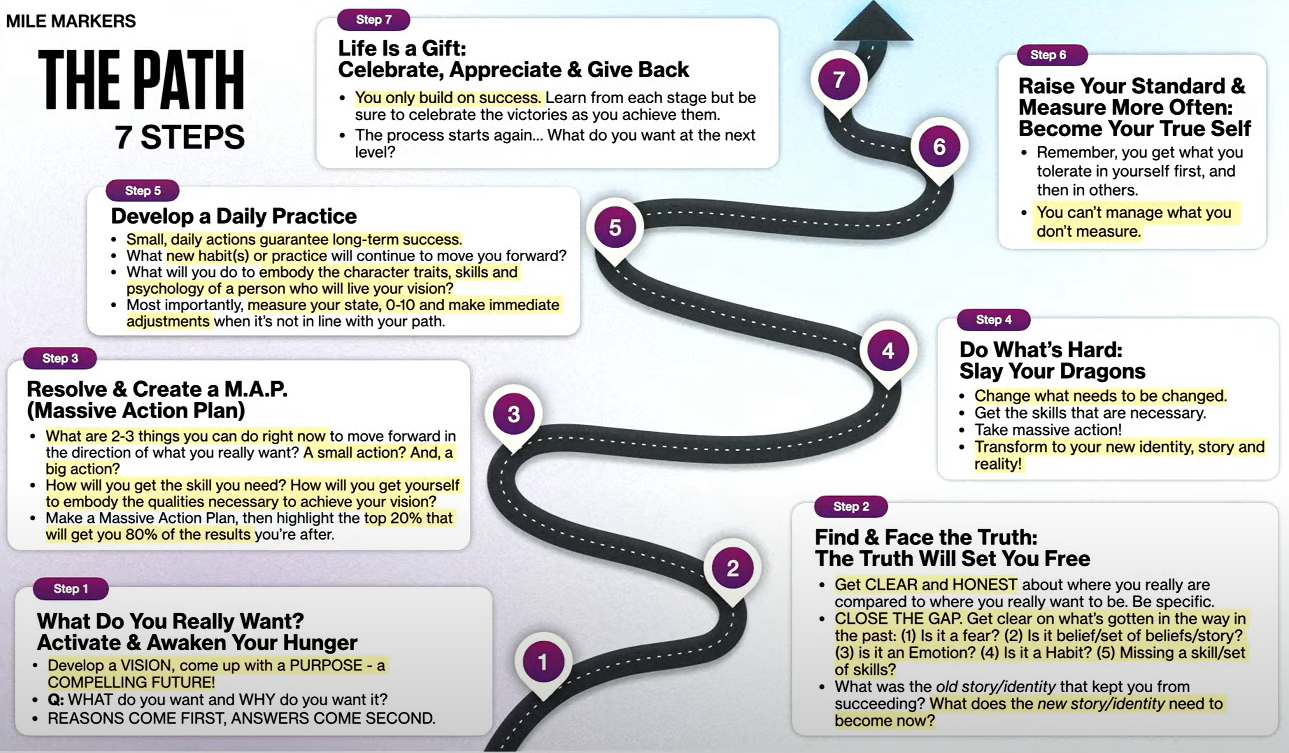 MILE MARKERS
THE PATH
7 STEPS
Step 7
Life Is a Gift:
Celebrate, Appreciate & Give Back
• You only build on success. Learn from each stage but be
sure to celebrate the victories as you achieve them.
• The process starts again... What do you want at the next
level?
7
Step 6
Raise Your Standard &
Measure More Often:
Become Your True Self
• Remember, you get what you
tolerate in yourself first, and
then in others.
• You can't manage what you
don't measure.
6
Step 5
Develop a Daily Practice
• Small, daily actions guarantee long-term success.
• What new habit(s) or practice will continue to move you forward?
• What will you do to embody the character traits, skills and
psychology of a person who will live your vision?
• Most importantly, measure your state, 0-10 and make immediate
adjustments when it's not in line with your path.
5
Step 4
Do What's Hard:
Slay Your Dragons
• Change what needs to be changed.
• Get the skills that are necessary.
• Take massive action!
• Transform to your new identity, story and
reality!
4
Step 3
Resolve & Create a M.A.P.
(Massive Action Plan)
• What are 2-3 things you can do right now to move forward in
the direction of what you really want? A small action? And, a
big action?
• How will you get the skill you need? How will you get yourself
to embody the qualities necessary to achieve your vision?
• Make a Massive Action Plan, then highlight the top 20% that
will get you 80% of the results you're after.
3
Step 2
Find & Face the Truth:
The Truth Will Set You Free
• Get CLEAR and HONEST about where you really are
compared to where you really want to be. Be specific.
• CLOSE THE GAP. Get clear on what's gotten in the way in
the past: (1) Is it a fear? (2) Is it belief/set of beliefs/story?
(3) is it an Emotion? (4) Is it a Habit? (5) Missing a skill/set
of skills?
• What was the old story/identity that kept you from
succeeding? What does the new story/identity need to
become now?
2
Step 1
What Do You Really Want?
Activate & Awaken Your Hunger
• Develop a VISION, come up with a PURPOSE - a
COMPELLING FUTURE!
• Q: WHAT do you want and WHY do you want it?
• REASONS COME FIRST, ANSWERS COME SECOND.
1